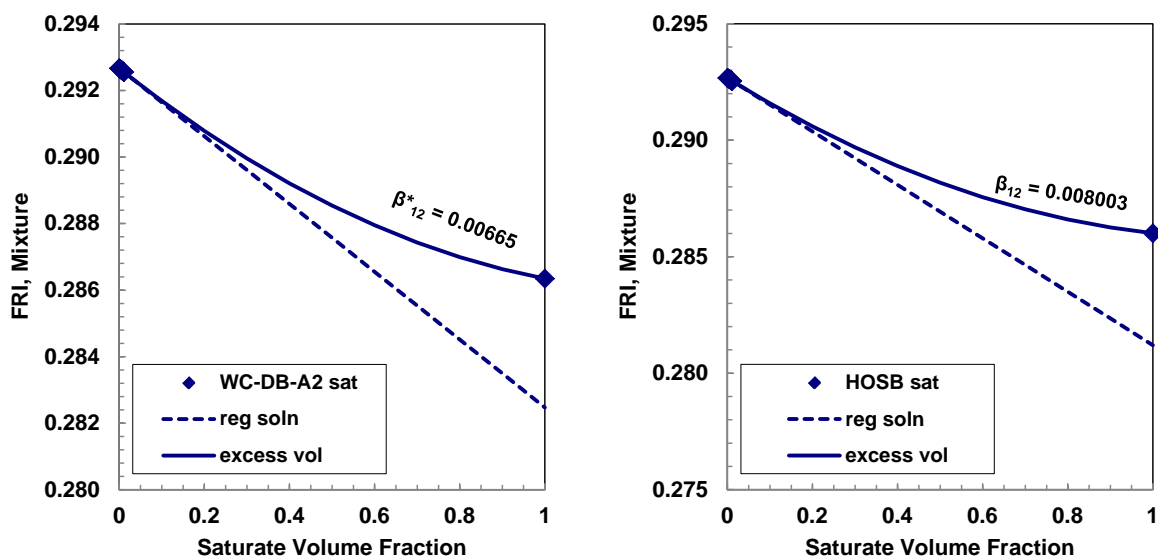 0.294
0.292
0.290
0.288
0.286
0.284
0.282
0.280
FRI, Mixture
β*12 = 0.00665
WC-DB-A2 sat
reg soln
excess vol
0 0.2 0.4 0.6 0.8 1
Saturate Volume Fraction
0.295
0.290
0.285
0.280
0.275
FRI, Mixture
β12 = 0.008003
HOSB sat
reg soln
excess vol
0 0.2 0.4 0.6 0.8 1
Saturate Volume Fraction